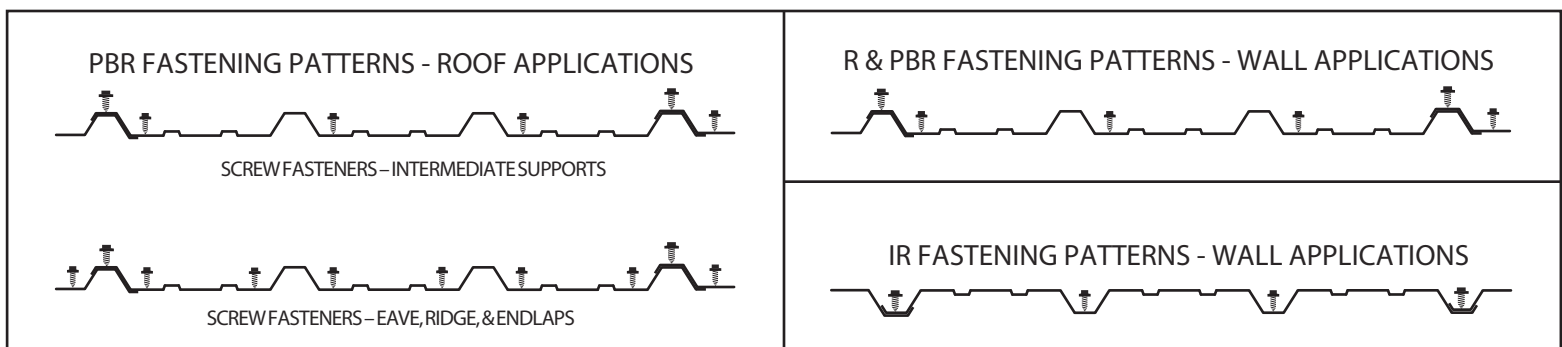 PBR FASTENING PATTERNS - ROOF APPLICATIONS
SCREW FASTENERS – INTERMEDIATE SUPPORTS
SCREW FASTENERS – EAVE, RIDGE, & ENDLAPS
R & PBR FASTENING PATTERNS - WALL APPLICATIONS
IR FASTENING PATTERNS - WALL APPLICATIONS